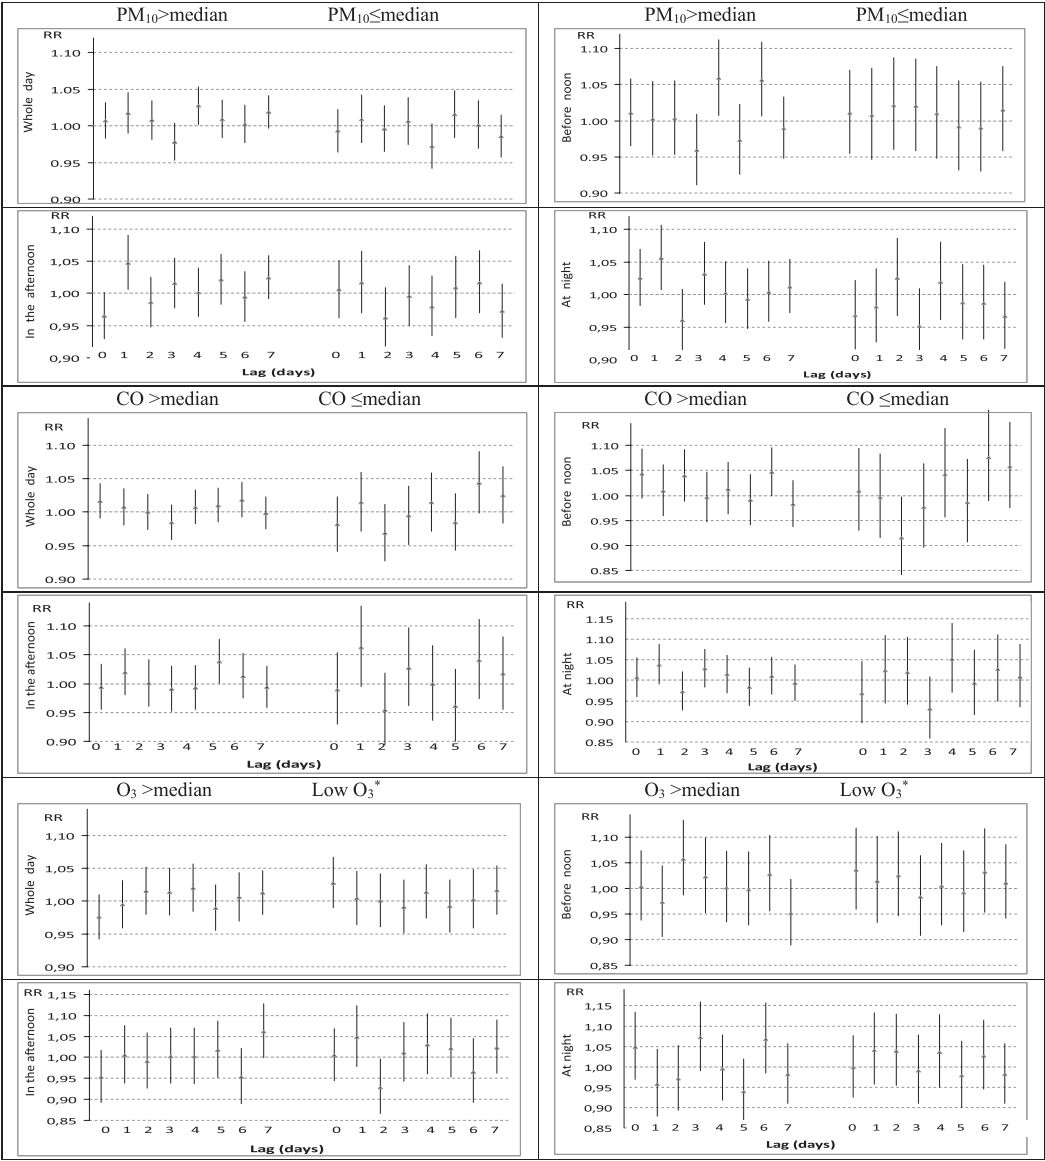 PM10>median PM10≤median
RR
1.10
1.05
1.00
0.95
0.90
Whole day
PM10>median PM10≤median
RR
1.10
1.05
1.00
0.95
0.90
Before noon
RR
1,10
1,05
1,00
0,95
0,90
In the afternoon
0 1 2 3 4 5 6 7 0 1 2 3 4 5 6 7
Lag (days)
RR
1,10
1,05
1,00
0,95
0,90
At night
0 1 2 3 4 5 6 7 0 1 2 3 4 5 6 7
Lag (days)
CO >median CO ≤median
RR
1.10
1.05
1.00
0.95
0.90
Whole day
CO >median CO ≤median
RR
1.10
1.05
1.00
0.95
0.90
0.85
Before noon
RR
1.10
1.05
1.00
0.95
0.90
In the afternoon
0 1 2 3 4 5 6 7 0 1 2 3 4 5 6 7
Lag (days)
RR
1.15
1.10
1.05
1.00
0.95
0.90
0.85
At night
0 1 2 3 4 5 6 7 0 1 2 3 4 5 6 7
Lag (days)
O3 >median Low O3*
RR
1,10
1,05
1,00
0,95
0,90
Whole day
O3 >median Low O3*
RR
1,10
1,05
1,00
0,95
0,90
0,85
Before noon
RR 1,15
1,10
1,05
1,00
0,95
0,90
0,85
In the afternoon
0 1 2 3 4 5 6 7 0 1 2 3 4 5 6 7
Lag (days)
RR
1,15
1,10
1,05
1,00
0,95
0,90
0,85
At night
0 1 2 3 4 5 6 7 0 1 2 3 4 5 6 7
Lag (days)